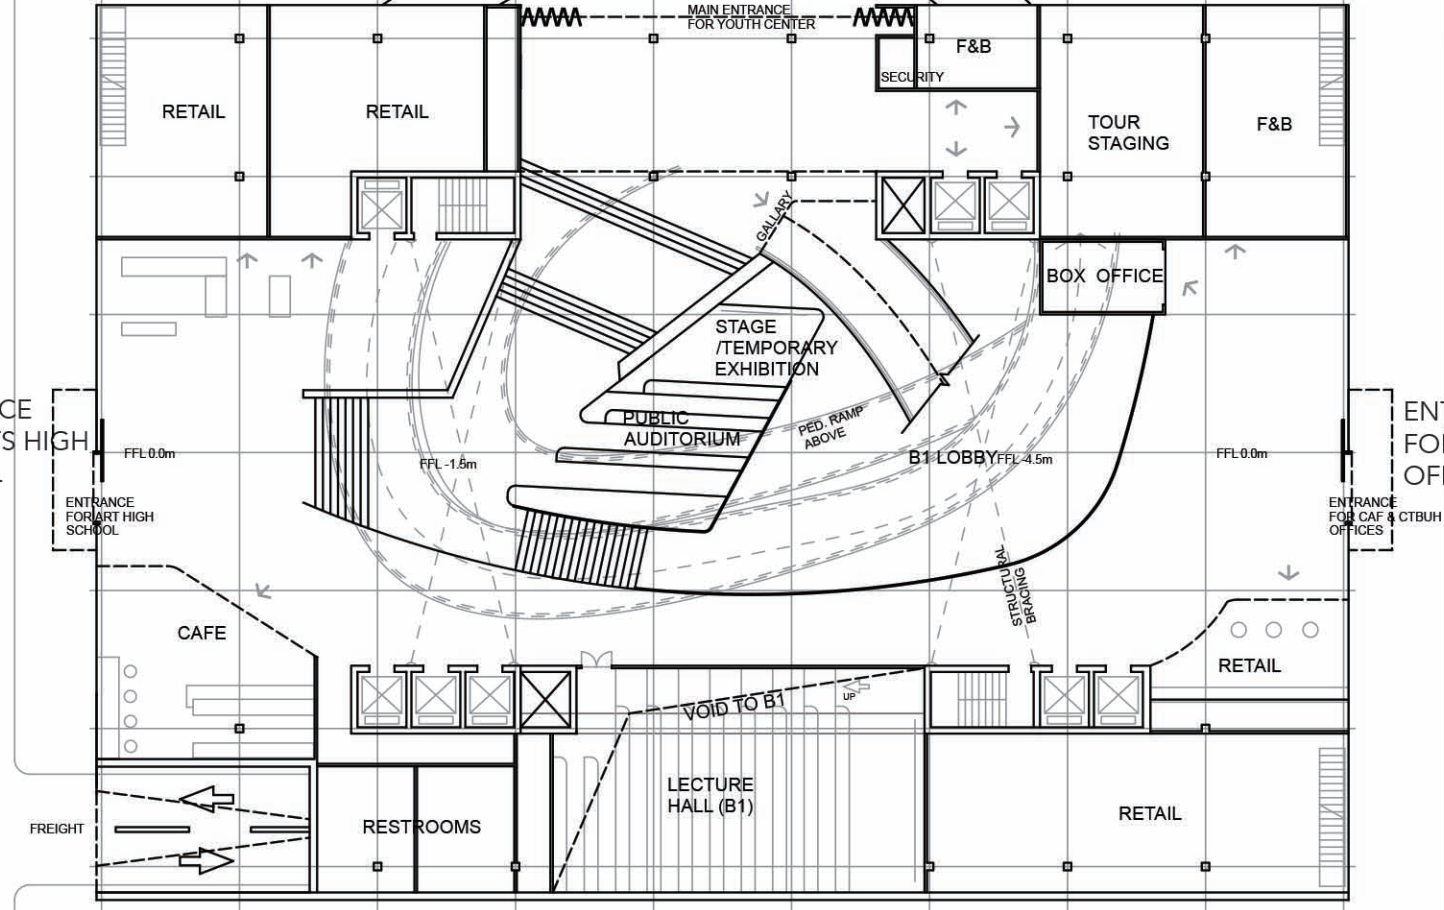 MAIN ENTRANCE
FOR YOUTH CENTER
F&B
SECURITY
RETAIL
RETAIL
TOUR
STAGING
F&B
GALLARY
BOX OFFICE
STAGE
/TEMPORARY
EXHIBITION
PUBLIC
AUDITORIUM
PED. RAMP
ABOVE
CE
S HIGH
FFL 0.0m
FFL -1.5m
B1 LOBBY
FFL -4.5m
FFL 0.0m
ENT
FOR
OFF
ENTRANCE
FOR ART HIGH
SCHOOL
ENTRANCE
FOR CAF & CTBUH
OFFICES
STRUCTURAL
BRACING
CAFE
RETAIL
VOID TO B1
UP
LECTURE
HALL (B1)
RETAIL
FREIGHT
RESTROOMS